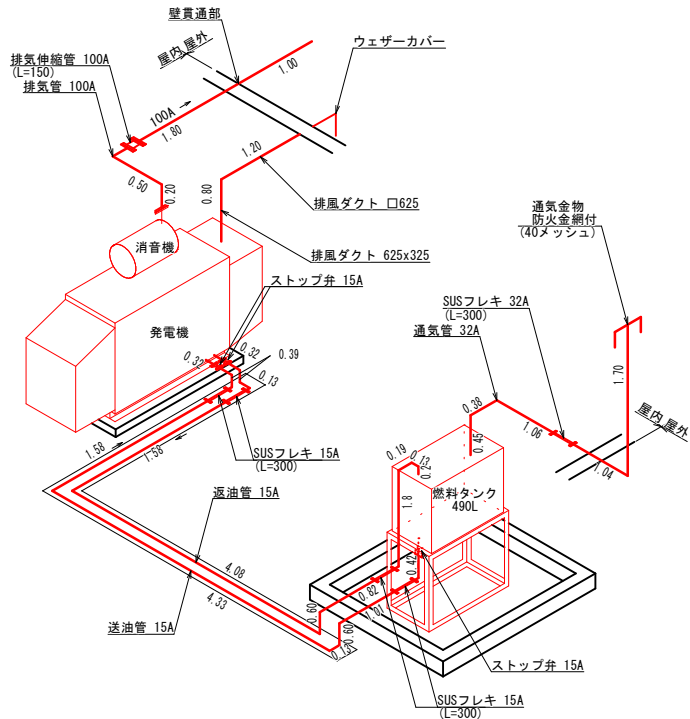 壁貫通部
屋内 屋外
ウェザーカバー
排気伸縮管 100A
(L=150)
排気管 100A
100A
1.00
1.80
1.20
0.50
0.20
0.80
排風ダクト □625
消音機
排風ダクト 625x325
ストップ弁 15A
発電機
0.32
0.32
0.39
0.13
1.58
1.58
SUSフレキ 15A
(L=300)
返油管 15A
送油管 15A
4.08
4.33
通気金物
防火金網付
(40メッシュ)
SUSフレキ 32A
(L=300)
通気管 32A
1.70
0.38
0.45
1.06
1.04
屋内 屋外
0.19
0.13
0.2
1.8
燃料タンク
490L
0.42
0.82
1.01
0.60
0.60
0.13
ストップ弁 15A
SUSフレキ 15A
(L=300)